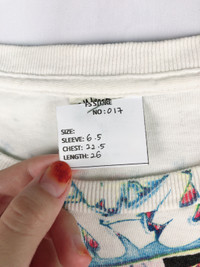 NO: 017
SIZE:
SLEEVE: 6.5
CHEST: 22.5
LENGTH: 26